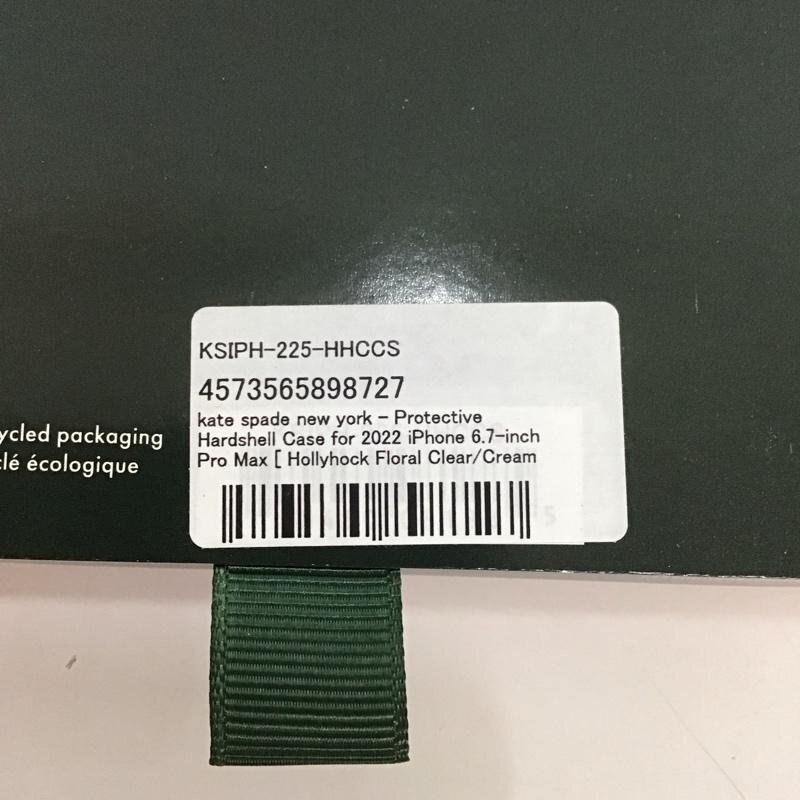 KSIPH-225-HHCCS
4573565898727
kate spade new york - Protective
Hardshell Case for 2022 iPhone 6.7-inch
Pro Max [ Hollyhock Floral Clear/Cream
ycled packaging
clé écologique